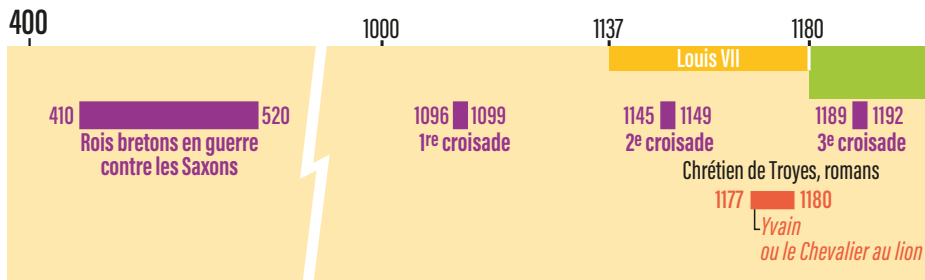 400
1000
1137
1180
Louis VII
410
520
Rois bretons en guerre
contre les Saxons
1096
1099
1re croisade
1145
1149
2e croisade
1189
1192
3e croisade
Chrétien de Troyes, romans
1177
1180
Yvain
ou le Chevalier au lion